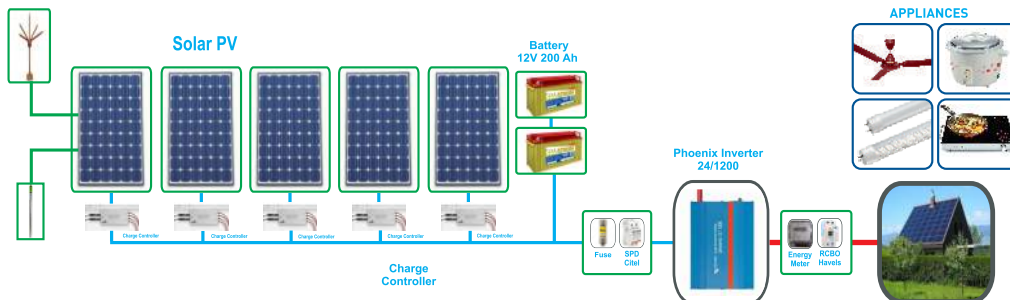 APPLIANCES
Solar PV
Battery
12V 200 Ah
Phoenix Inverter
24/1200
Charge Controller
Charge Controller
Charge Controller
Charge Controller
Charge Controller
Fuse
SPD
Citel
Energy
Meter
RCBO
Havels
Charge
Controller